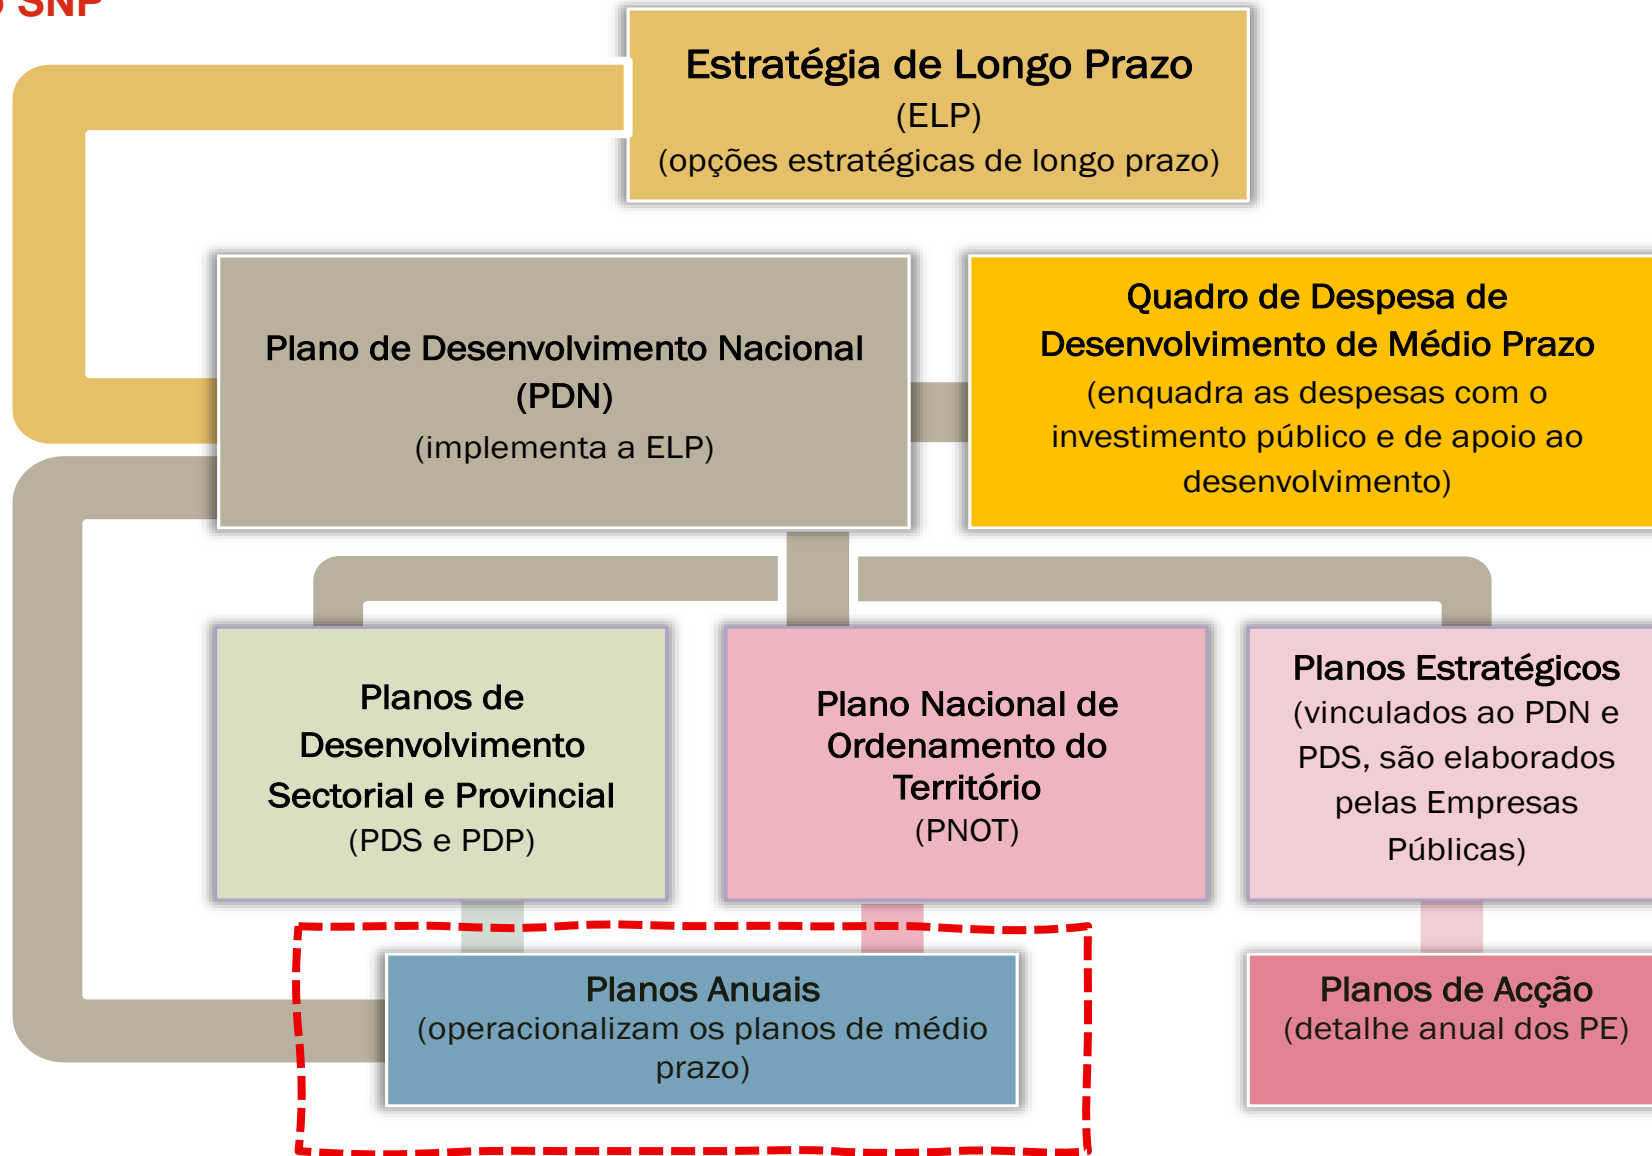 SNP
Estratégia de Longo Prazo
(ELP)
(opções estratégicas de longo prazo)
Plano de Desenvolvimento Nacional
(PDN)
(implementa a ELP)
Quadro de Despesa de
Desenvolvimento de Médio Prazo
(enquadra as despesas com o
investimento público e de apoio ao
desenvolvimento)
Planos de
Desenvolvimento
Sectorial e Provincial
(PDS e PDP)
Plano Nacional de
Ordenamento do
Território
(PNOT)
Planos Estratégicos
(vinculados ao PDN e
PDS, são elaborados
pelas Empresas
Públicas)
Planos Anuais
(operacionalizam os planos de médio
prazo)
Planos de Acção
(detalhe anual dos PE)